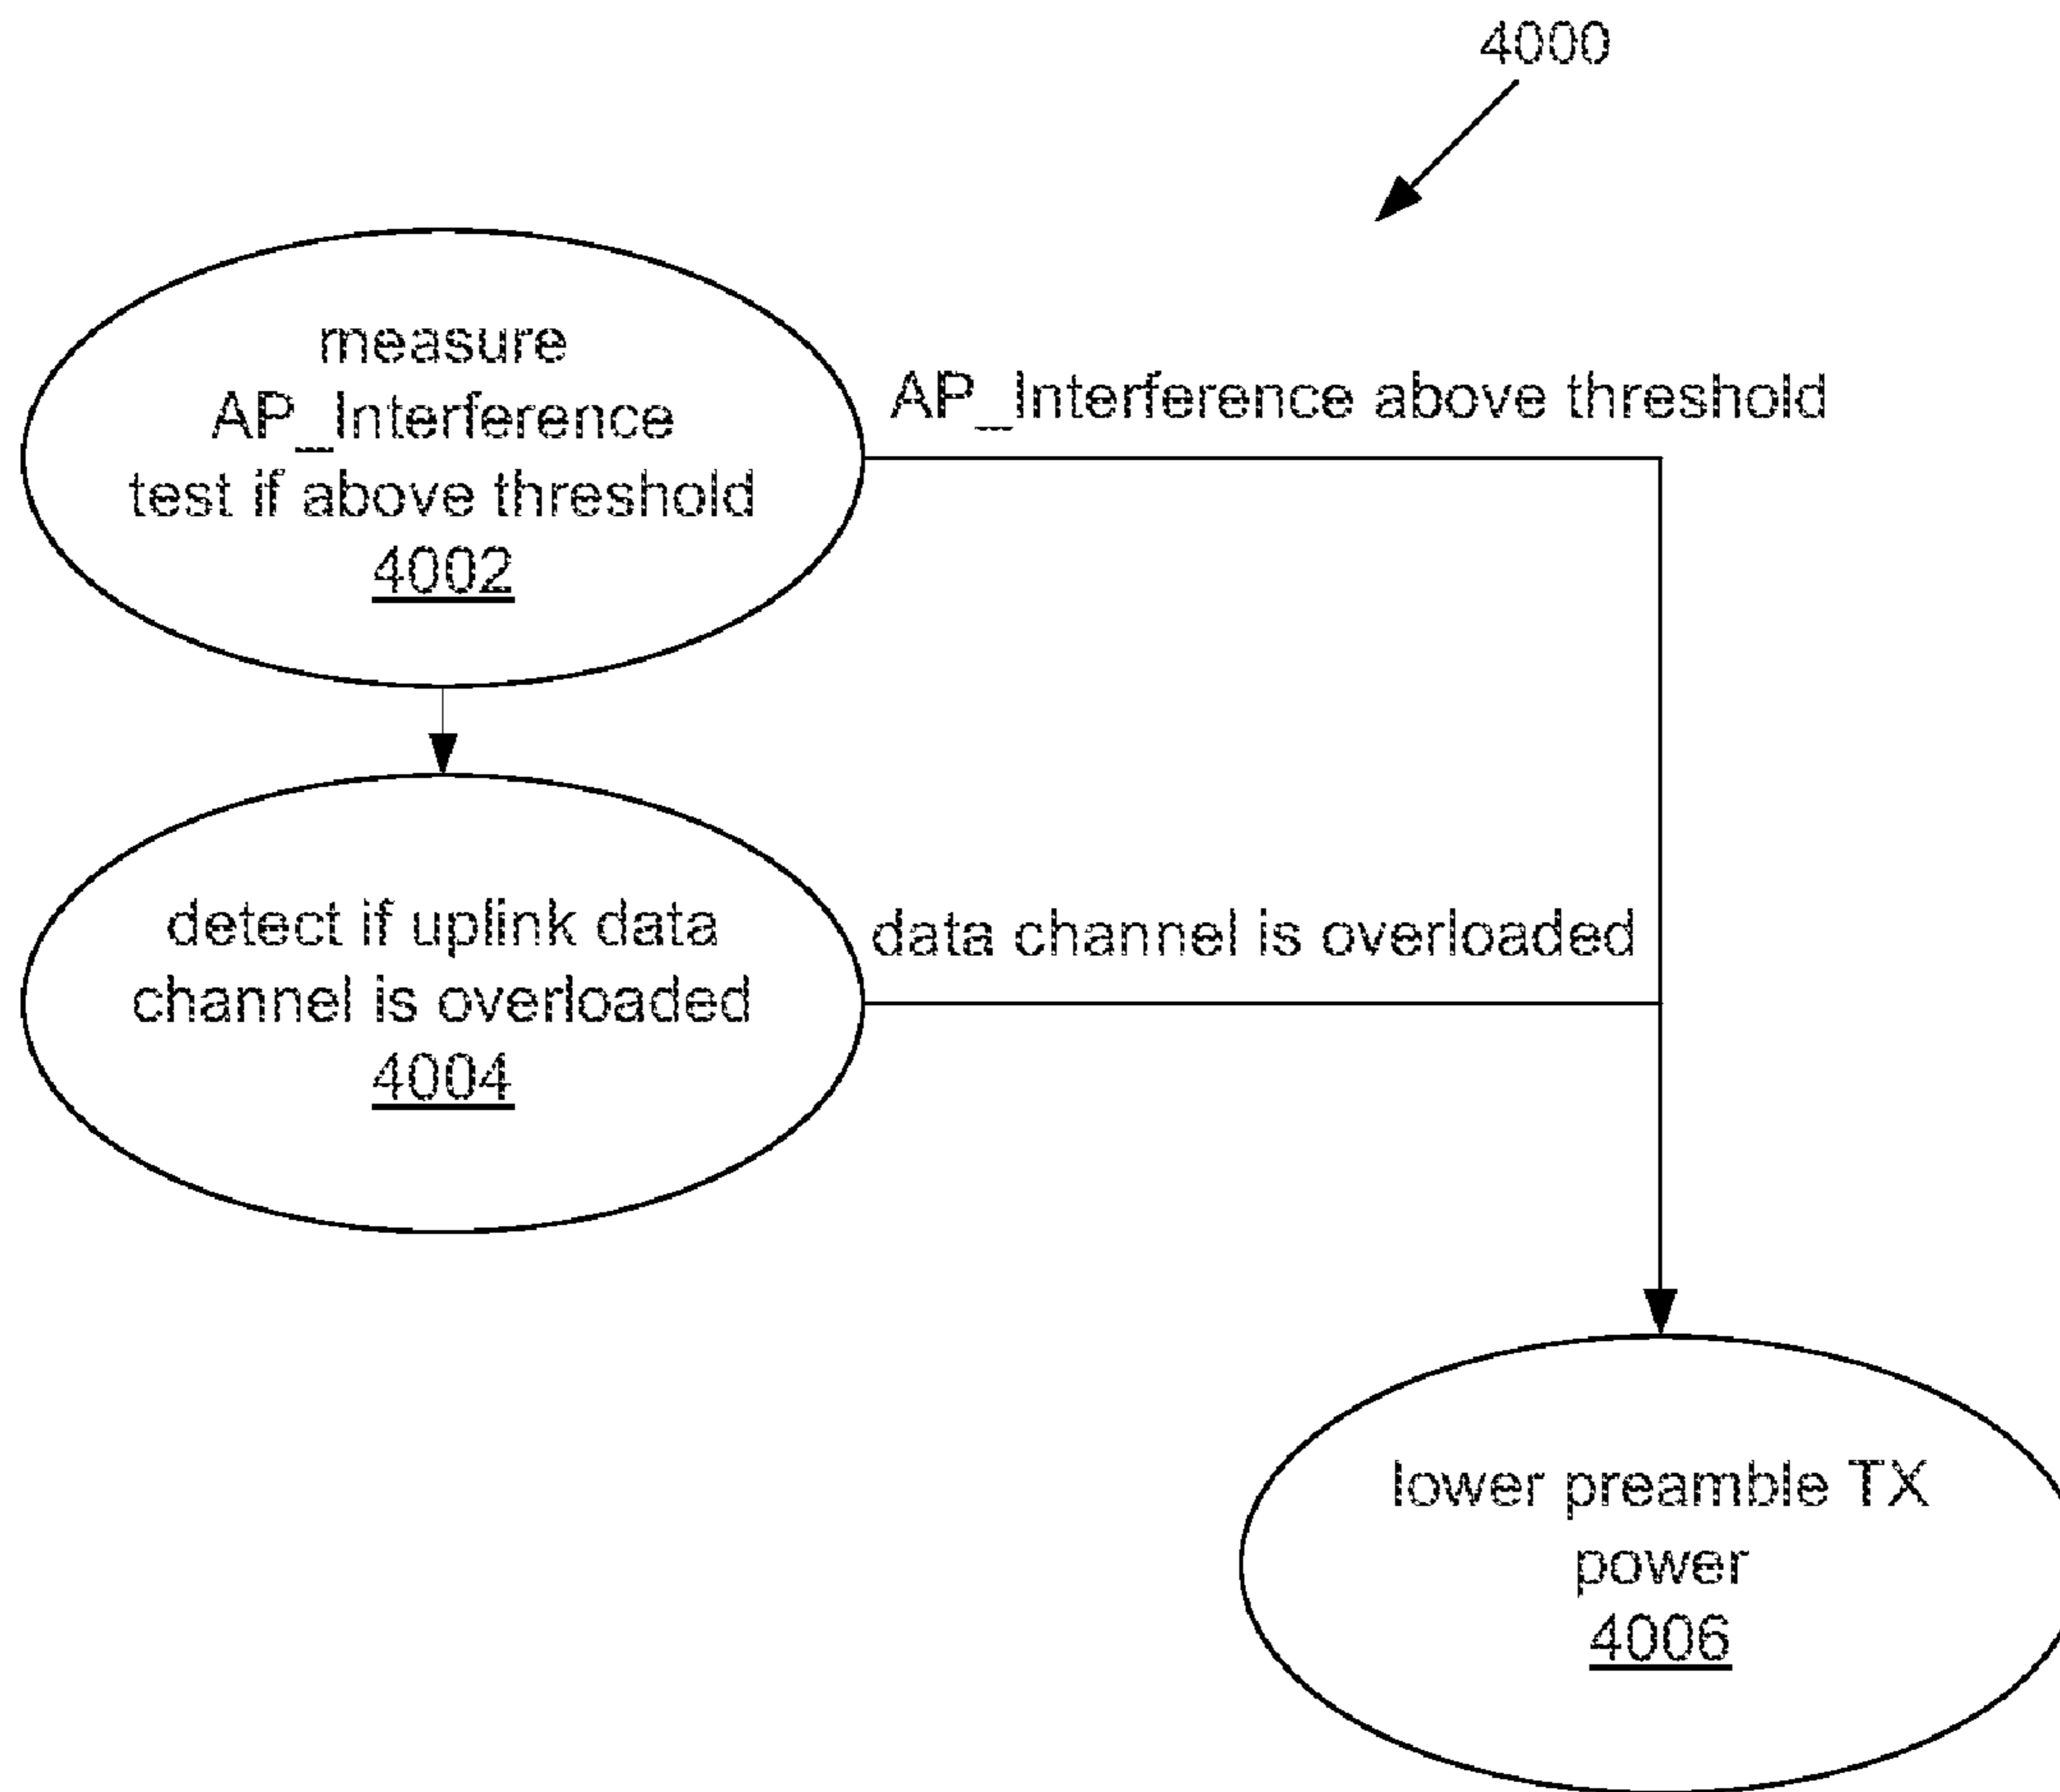 4000
measure
AP_Interference
test if above threshold
4002
AP_Interference above threshold
detect if uplink data
channel is overloaded
4004
data channel is overloaded
lower preamble TX
power
4006